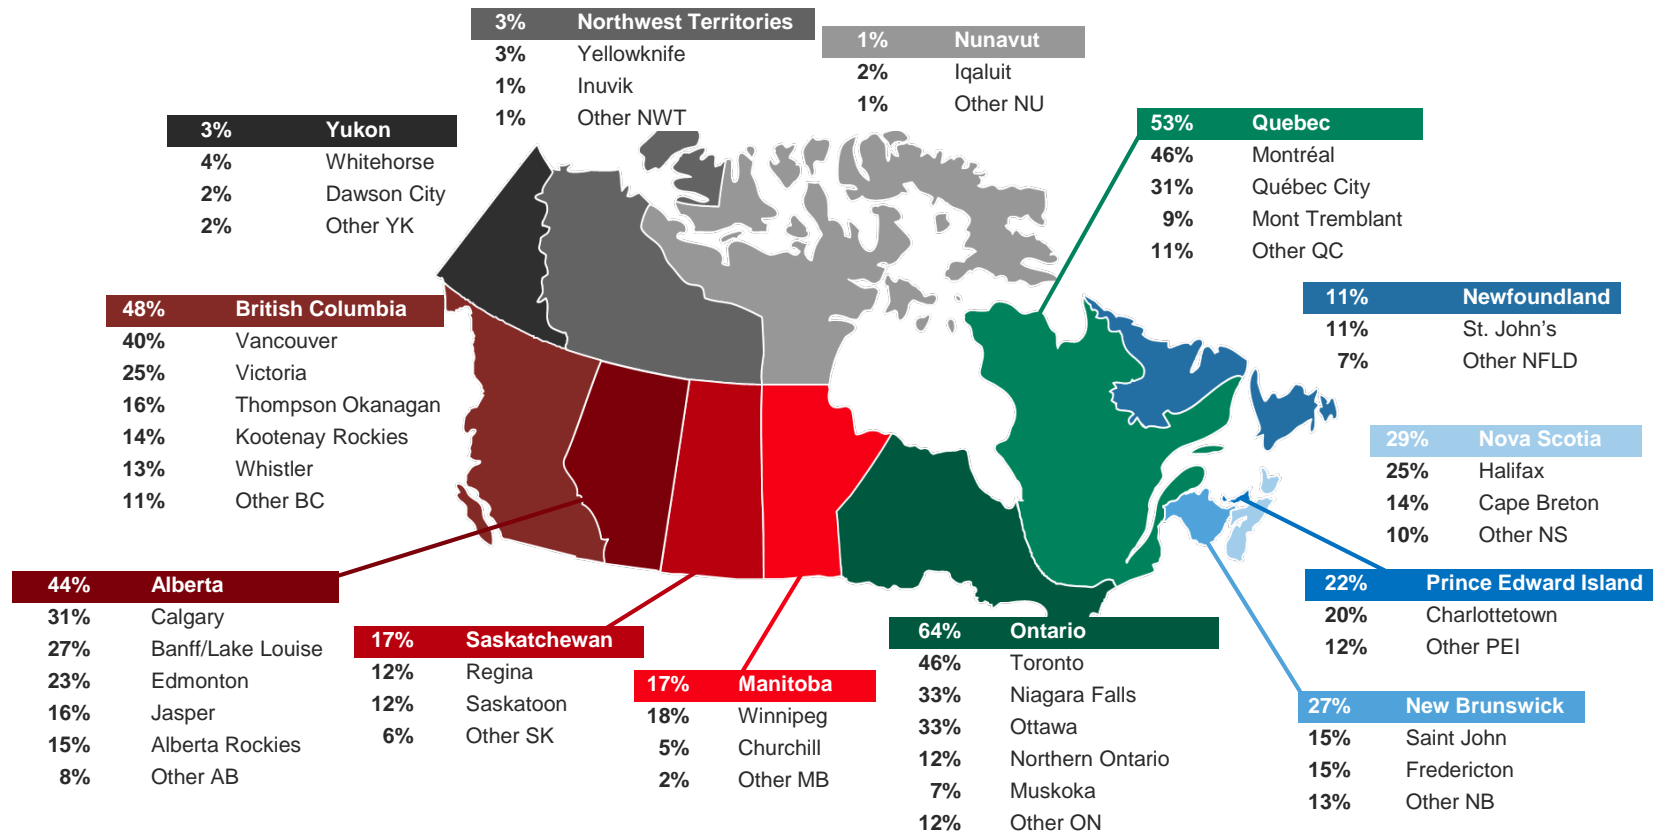 3% Northwest Territories
3% Yellowknife
1% Inuvik
1% Other NWT
1% Nunavut
2% Iqaluit
1% Other NU
3% Yukon
4% Whitehorse
2% Dawson City
2% Other YK
53% Quebec
46% Montréal
31% Québec City
9% Mont Tremblant
11% Other QC
48% British Columbia
40% Vancouver
25% Victoria
16% Thompson Okanagan
14% Kootenay Rockies
13% Whistler
11% Other BC
11% Newfoundland
11% St. John’s
7% Other NFLD
29% Nova Scotia
25% Halifax
14% Cape Breton
10% Other NS
44% Alberta
31% Calgary
27% Banff/Lake Louise
23% Edmonton
16% Jasper
15% Alberta Rockies
8% Other AB
17% Saskatchewan
12% Regina
12% Saskatoon
6% Other SK
17% Manitoba
18% Winnipeg
5% Churchill
2% Other MB
64% Ontario
46% Toronto
33% Niagara Falls
33% Ottawa
12% Northern Ontario
7% Muskoka
12% Other ON
22% Prince Edward Island
20% Charlottetown
12% Other PEI
27% New Brunswick
15% Saint John
15% Fredericton
13% Other NB